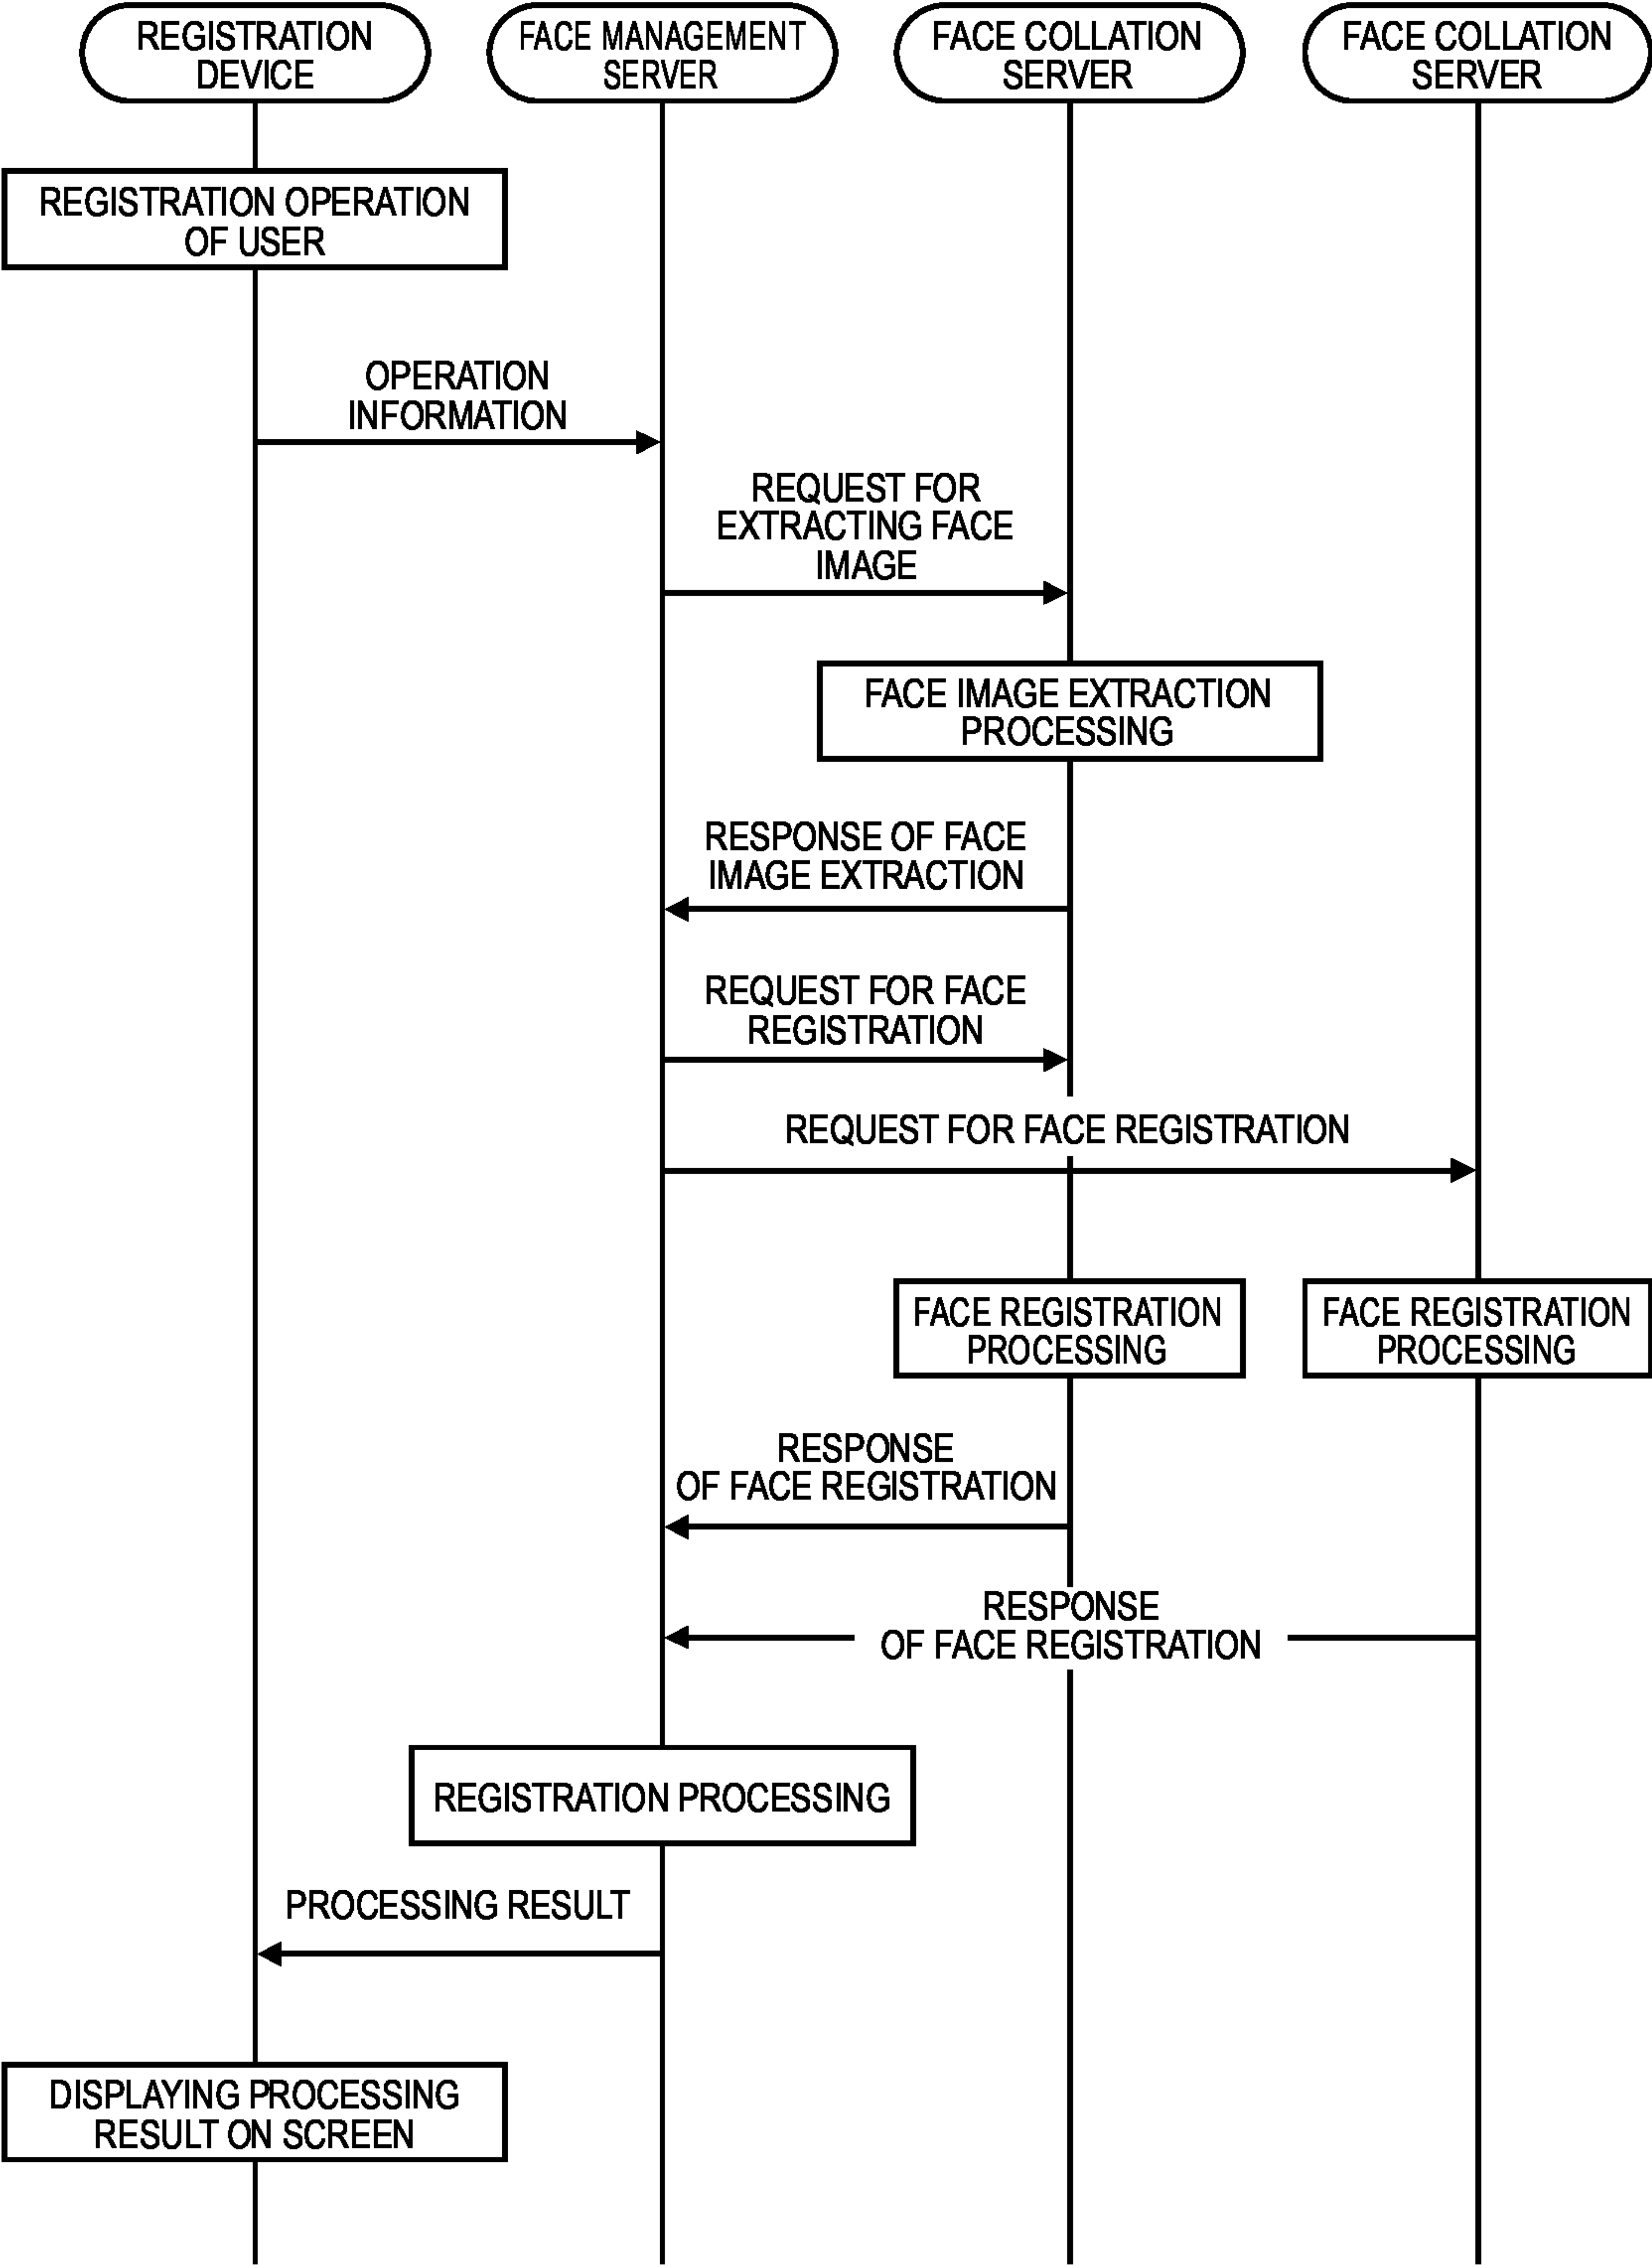 REGISTRATION
DEVICE
FACE MANAGEMENT
SERVER
FACE COLLATION
SERVER
FACE COLLATION
SERVER
REGISTRATION OPERATION
OF USER
OPERATION
INFORMATION
REQUEST FOR
EXTRACTING FACE
IMAGE
FACE IMAGE EXTRACTION
PROCESSING
RESPONSE OF FACE
IMAGE EXTRACTION
REQUEST FOR FACE
REGISTRATION
REQUEST FOR FACE REGISTRATION
FACE REGISTRATION
PROCESSING
FACE REGISTRATION
PROCESSING
RESPONSE
OF FACE REGISTRATION
RESPONSE
OF FACE REGISTRATION
REGISTRATION PROCESSING
PROCESSING RESULT
DISPLAYING PROCESSING
RESULT ON SCREEN